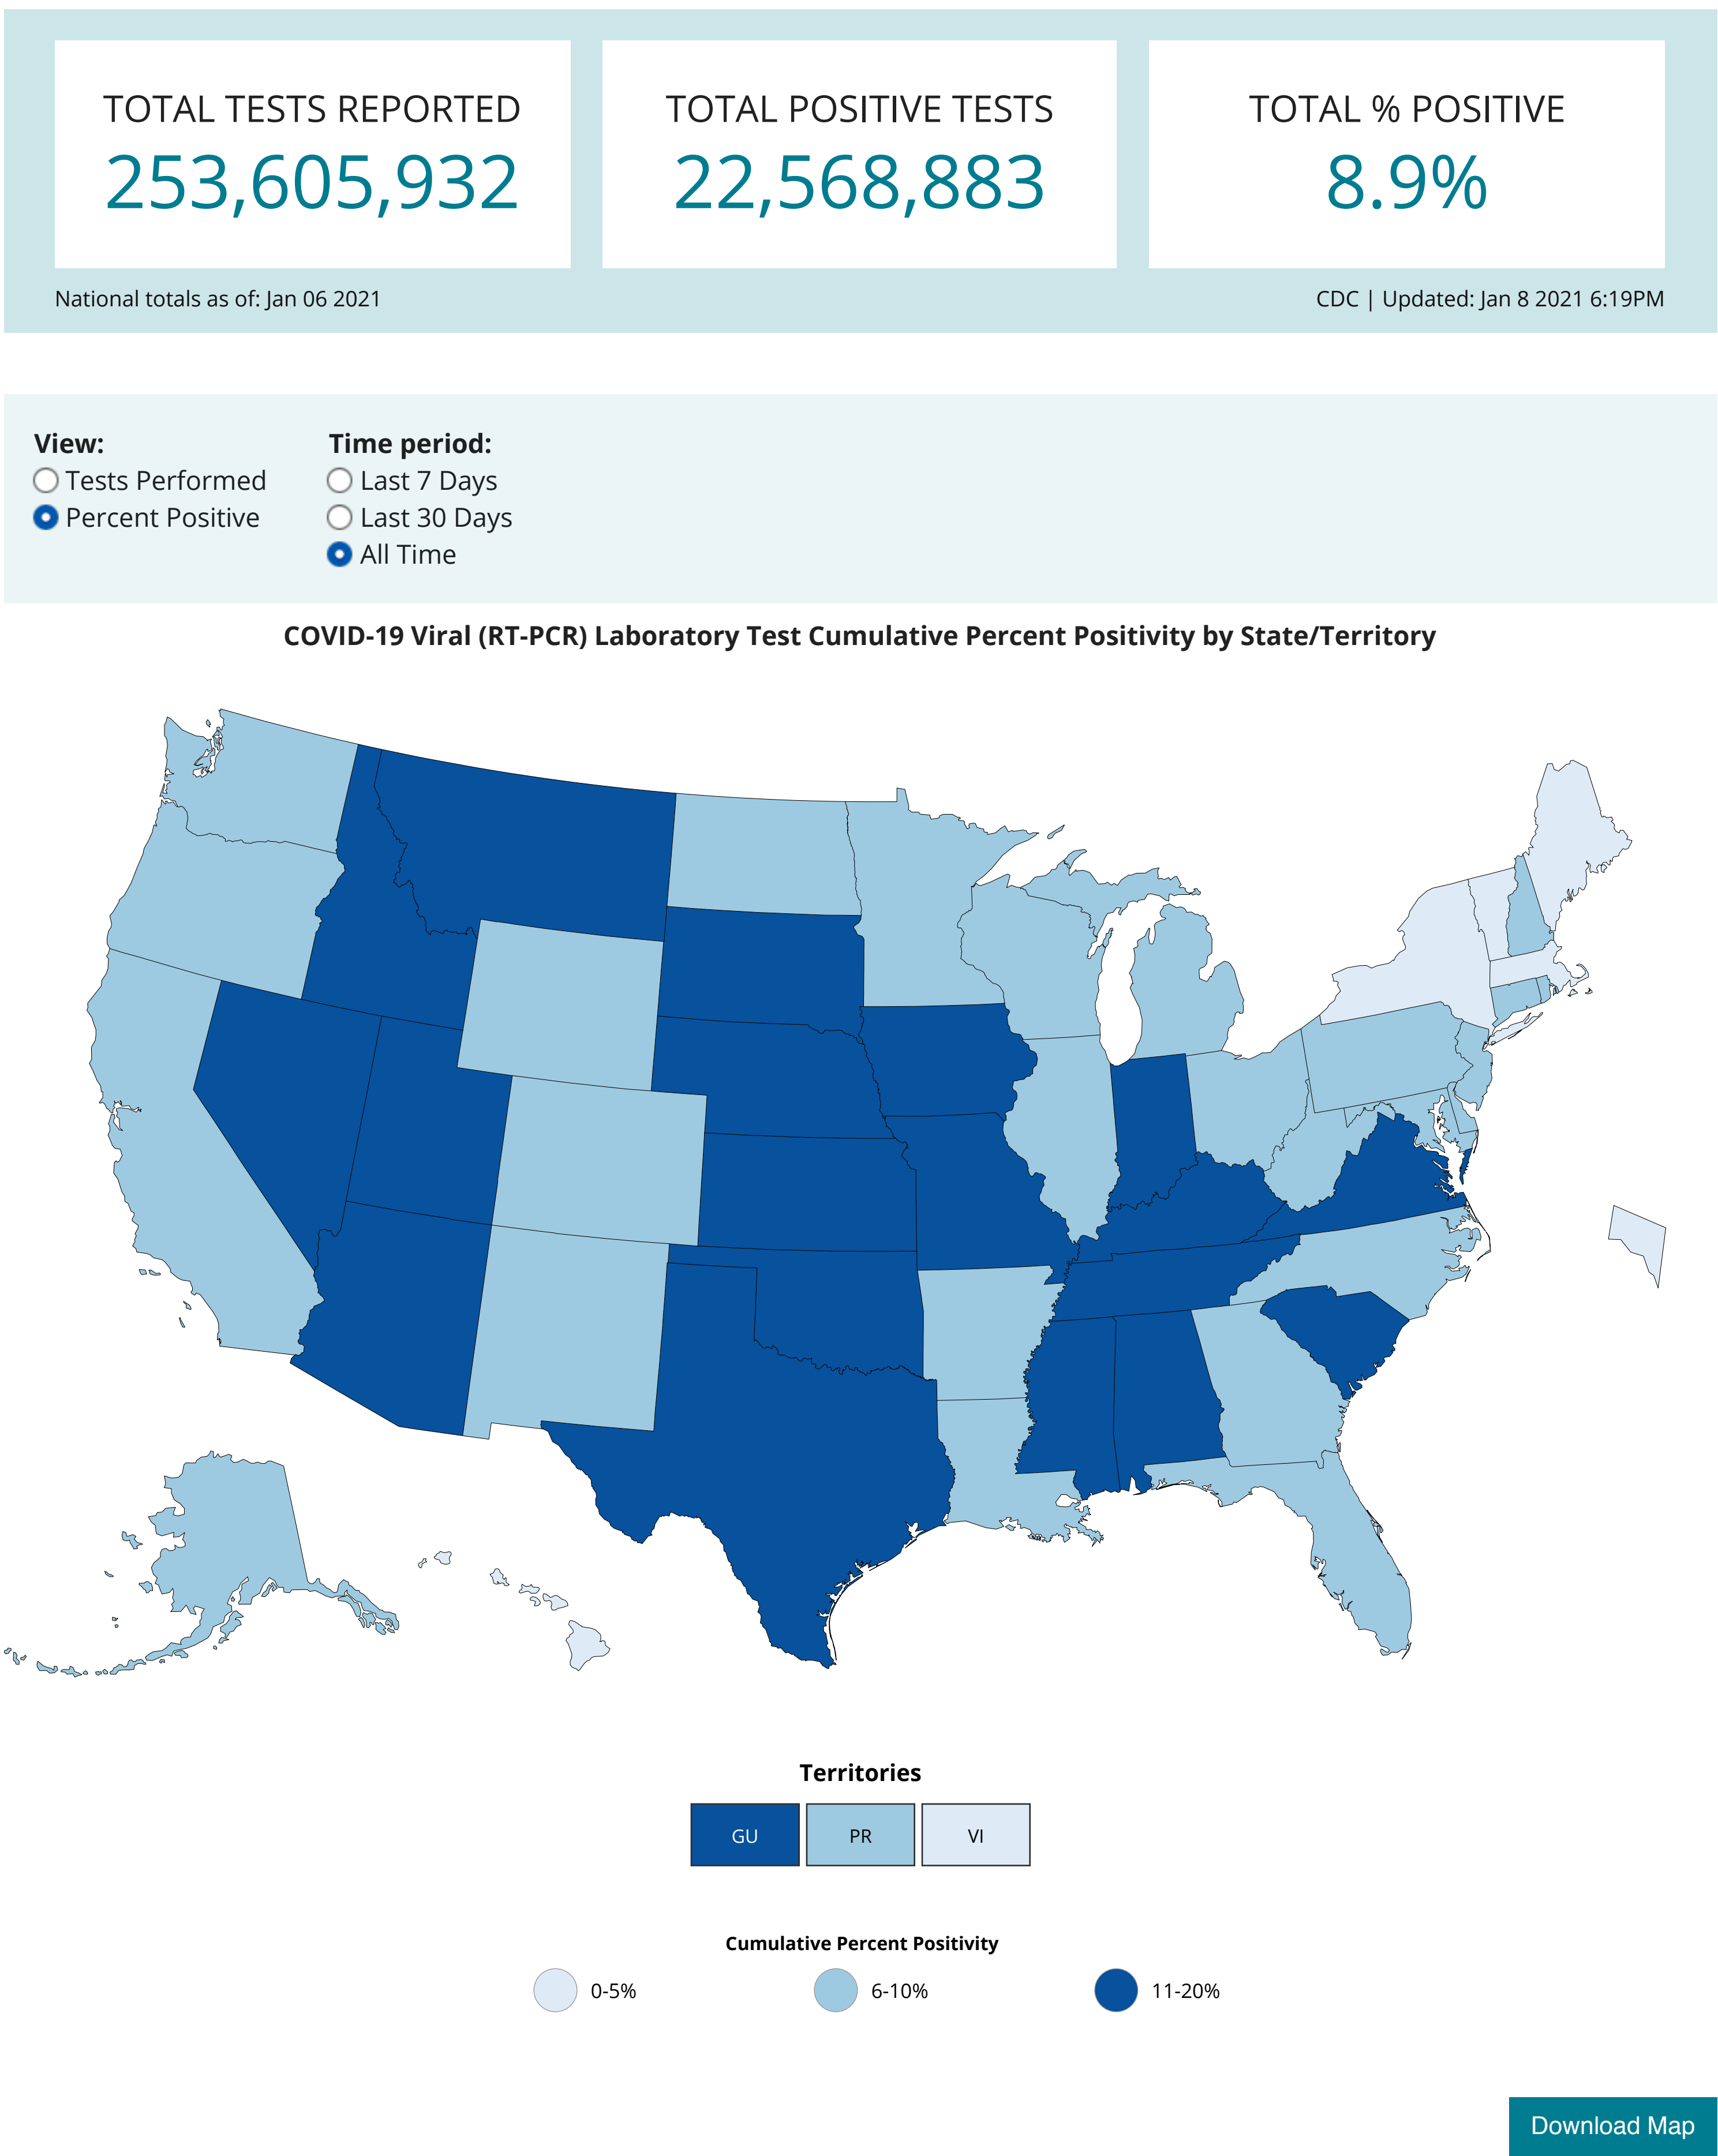 TOTAL TESTS REPORTED
253,605,932
TOTAL POSITIVE TESTS
22,568,883
TOTAL % POSITIVE
8.9%
National totals as of: Jan 06 2021
CDC | Updated: Jan 8 2021 6:19PM
View:
Tests Performed
Percent Positive
Time period:
Last 7 Days
Last 30 Days
All Time
COVID-19 Viral (RT-PCR) Laboratory Test Cumulative Percent Positivity by State/Territory
Territories
GU
PR
VI
Cumulative Percent Positivity
0-5%
6-10%
11-20%
Download Map